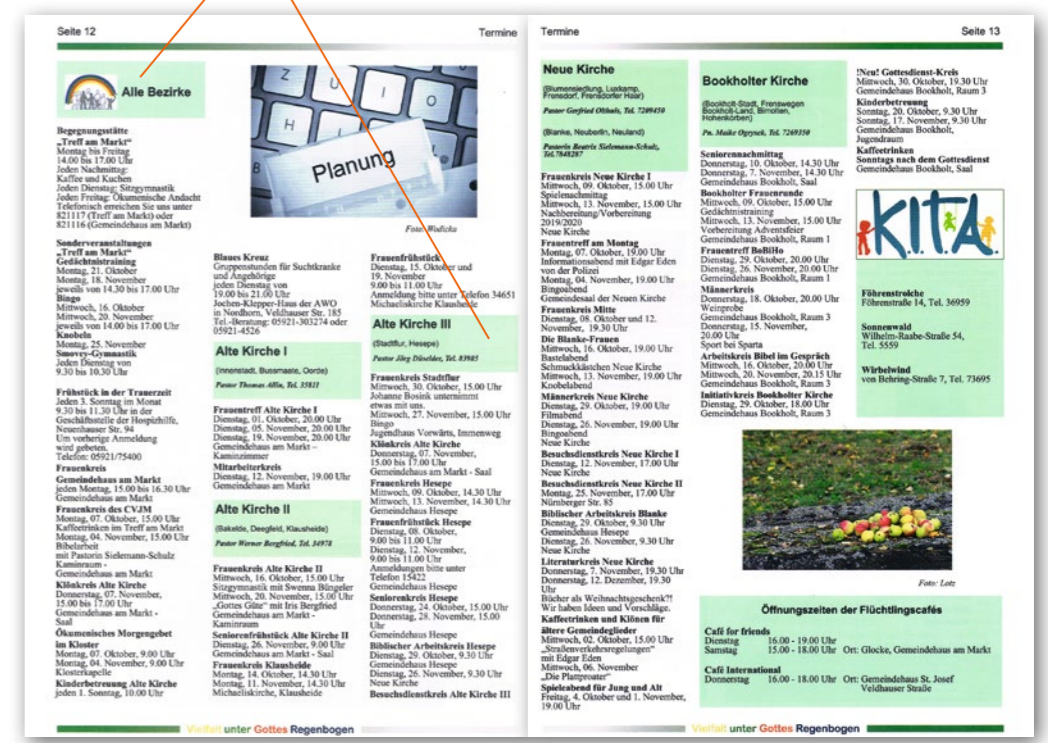 Seite 12
Termine
Alle Bezirke
Begegnungsstätte
„Treff am Markt"
Montag bis Freitag
14.00 bis 17.00 Uhr
Jeden Nachmittag:
Kaffee und Kuchen
Jeden Dienstag: Sitzgymnastik
Jeden Freitag: Ökumenische Andacht
Telefonisch erreichen Sie uns unter
821117 (Treff am Markt) oder
821116 (Gemeindehaus am Markt)
Sonderveranstaltungen
„Treff am Markt"
Gedächtnistraining
Montag, 21. Oktober
Montag, 18. November
jeweils von 14.30 bis 17.00 Uhr
Bingo
Mittwoch, 16. Oktober
Mittwoch, 20. November
jeweils von 14.00 bis 17.00 Uhr
Knobeln
Montag, 25. November
Smovey-Gymnastik
Jeden Dienstag von
9.30 bis 10.30 Uhr
Frühstück in der Trauerzeit
Jeden 3. Sonntag im Monat
9.30 bis 11.30 Uhr in der
Geschäftsstelle der Hospizhilfe,
Neuenhauser Str. 94
Um vorherige Anmeldung
wird gebeten.
Telefon: 05921/75400
Frauenkreis
Gemeindehaus am Markt
jeden Montag, 15.00 bis 16.30 Uhr
Gemeindehaus am Markt
Frauenkreis des CVJM
Montag, 07. Oktober, 15.00 Uhr
Kaffeetrinken im Treff am Markt
Montag, 04. November, 15.00 Uhr
Bibelarbeit
mit Pastorin Sielemann-Schulz
Kaminraum -
Gemeindehaus am Markt
Klönkreis Alte Kirche
Donnerstag, 07. November,
15.00 bis 17.00 Uhr
Gemeindehaus am Markt -
Saal
Ökumenisches Morgengebet
im Kloster
Montag, 07. Oktober, 9.00 Uhr
Montag, 04. November, 9.00 Uhr
Klosterkapelle
Kinderbetreuung Alte Kirche
jeden 1. Sonntag, 10.00 Uhr
Z U I O
H
B N
Planung
Foto: Wodicka
Blaues Kreuz
Gruppenstunden für Suchtkranke
und Angehörige
jeden Dienstag von
19.00 bis 21.00 Uhr
Jochen-Klepper-Haus der AWO
in Nordhorn, Veldhauser Str. 185
Tel.-Beratung: 05921-303274 oder
05921-4526
Alte Kirche I
(Innenstadt, Bussmaate, Oorde)
Pastor Thomas Allin, Tel. 35811
Frauentreff Alte Kirche I
Dienstag, 01. Oktober, 20.00 Uhr
Dienstag, 05. November, 20.00 Uhr
Dienstag, 19. November, 20.00 Uhr
Gemeindehaus am Markt –
Kaminzimmer
Mitarbeiterkreis
Dienstag, 12. November, 19.00 Uhr
Gemeindehaus am Markt
Alte Kirche II
(Bakelde, Deegfeld, Klausheide)
Pastor Werner Bergfried, Tel. 34978
Frauenkreis Alte Kirche II
Mittwoch, 16. Oktober, 15.00 Uhr
Sitzgymnastik mit Swenna Büngeler
Mittwoch, 20. November, 15.00 Uhr
„Gottes Güte" mit Iris Bergfried
Gemeindehaus am Markt -
Kaminraum
Seniorenfrühstück Alte Kirche II
Dienstag, 26. November, 9.00 Uhr
Gemeindehaus am Markt - Saal
Frauenkreis Klausheide
Montag, 14. Oktober, 14.30 Uhr
Montag, 11. November, 14.30 Uhr
Michaeliskirche, Klausheide
Frauenfrühstück
Dienstag, 15. Oktober und
19. November
9.00 bis 11.00 Uhr
Anmeldung bitte unter Telefon 34651
Michaeliskirche Klausheide
Alte Kirche III
(Stadtflur, Hesepe)
Pastor Jörg Düselder, Tel. 83985
Frauenkreis Stadtflur
Mittwoch, 30. Oktober, 15.00 Uhr
Johanne Bosink unternimmt
etwas mit uns.
Mittwoch, 27. November, 15.00 Uhr
Bingo
Jugendhaus Vorwärts, Immenweg
Klönkreis Alte Kirche
Donnerstag, 07. November,
15.00 bis 17.00 Uhr
Gemeindehaus am Markt - Saal
Frauenkreis Hesepe
Mittwoch, 09. Oktober, 14.30 Uhr
Mittwoch, 13. November, 14.30 Uhr
Gemeindehaus Hesepe
Frauenfrühstück Hesepe
Dienstag, 08. Oktober,
9.00 bis 11.00 Uhr
Dienstag, 12. November,
9.00 bis 11.00 Uhr
Anmeldungen bitte unter
Telefon 15422
Gemeindehaus Hesepe
Seniorenkreis Hesepe
Donnerstag, 24. Oktober, 15.00 Uhr
Donnerstag, 28. November, 15.00
Uhr
Gemeindehaus Hesepe
Biblischer Arbeitskreis Hesepe
Dienstag, 29. Oktober, 9.30 Uhr
Gemeindehaus Hesepe
Dienstag, 26. November, 9.30 Uhr
Neue Kirche
Besuchsdienstkreis Alte Kirche III
Vielfalt unter Gottes Regenbogen
Termine
Seite 13
Neue Kirche
(Blumensiedlung, Luxkamp,
Frensdorf, Frensdorfer Haar)
Pastor Gerfried Olthuis, Tel. 7289450
(Blanke, Neuberlin, Neuland)
Pastorin Beatrix Sielemann-Schulz,
Tel.7848287
Frauenkreis Neue Kirche I
Mittwoch, 09. Oktober, 15.00 Uhr
Spielenachmittag
Mittwoch, 13. November, 15.00 Uhr
Nachbereitung/Vorbereitung
2019/2020
Neue Kirche
Frauentreff am Montag
Montag, 07. Oktober, 19.00 Uhr
Informationsabend mit Edgar Eden
von der Polizei
Montag, 04. November, 19.00 Uhr
Bingoabend
Gemeindesaal der Neuen Kirche
Frauenkreis Mitte
Dienstag, 08. Oktober und 12.
November, 19.30 Uhr
Die Blanke-Frauen
Mittwoch, 16. Oktober, 19.00 Uhr
Bastelabend
Schmuckkästchen Neue Kirche
Mittwoch, 13. November, 19.00 Uhr
Knobelabend
Männerkreis Neue Kirche
Dienstag, 29. Oktober, 19.00 Uhr
Filmabend
Dienstag, 26. November, 19.00 Uhr
Bingoabend
Neue Kirche
Besuchsdienstkreis Neue Kirche I
Dienstag, 12. November, 17.00 Uhr
Neue Kirche
Besuchsdienstkreis Neue Kirche II
Montag, 25. November, 17.00 Uhr
Nürnberger Str. 85
Biblischer Arbeitskreis Blanke
Dienstag, 29. Oktober, 9.30 Uhr
Gemeindehaus Hesepe
Dienstag, 26. November, 9.30 Uhr
Neue Kirche
Literaturkreis Neue Kirche
Donnerstag, 7. November, 19.30 Uhr
Donnerstag, 12. Dezember, 19.30
Uhr
Bücher als Weihnachtsgeschenk?!
Wir haben Ideen und Vorschläge.
Kaffeetrinken und Klönen für
ältere Gemeindeglieder
Mittwoch, 02. Oktober, 15.00 Uhr
„Straßenverkehrsregelungen"
mit Edgar Eden
Mittwoch, 06. November
„Die Plattproater"
Spieleabend für Jung und Alt
Freitag, 4. Oktober und 1. November,
19.00 Uhr
Bookholter Kirche
(Bookholt-Stadt, Frenswegen
Bookholt-Land, Bimolten,
Hohenkörben)
Pn. Maike Ogrysek, Tel. 7269350
Seniorennachmittag
Donnerstag, 10. Oktober, 14.30 Uhr
Donnerstag, 7. November, 14.30 Uhr
Gemeindehaus Bookholt, Saal
Bookholter Frauenrunde
Mittwoch, 09. Oktober, 15.00 Uhr
Gedächtnistraining
Mittwoch, 13. November, 15.00 Uhr
Vorbereitung Adventsfeier
Gemeindehaus Bookholt, Raum 1
Frauentreff BoBiHo
Dienstag, 29. Oktober, 20.00 Uhr
Dienstag, 26. November, 20.00 Uhr
Gemeindehaus Bookholt, Raum 1
Männerkreis
Donnerstag, 18. Oktober, 20.00 Uhr
Weinprobe
Gemeindehaus Bookholt, Raum 3
Donnerstag, 15. November,
20.00 Uhr
Sport bei Sparta
Arbeitskreis Bibel im Gespräch
Mittwoch, 16. Oktober, 20.00 Uhr
Mittwoch, 20. November, 20.15 Uhr
Gemeindehaus Bookholt, Raum 3
Initiativkreis Bookholter Kirche
Dienstag, 29. Oktober, 18.00 Uhr
Gemeindehaus Bookholt, Raum 3
!Neu! Gottesdienst-Kreis
Mittwoch, 30. Oktober, 19.30 Uhr
Gemeindehaus Bookholt, Raum 3
Kinderbetreuung
Sonntag, 20. Oktober, 9.30 Uhr
Sonntag, 17. November, 9.30 Uhr
Gemeindehaus Bookholt,
Jugendraum
Kaffeetrinken
Sonntags nach dem Gottesdienst
Gemeindehaus Bookholt, Saal
K.I.T.A.
Föhrenstrolche
Föhrenstraße 14, Tel. 36959
Sonnenwald
Wilhelm-Raabe-Straße 54,
Tel. 5559
Wirbelwind
von Behring-Straße 7, Tel. 73695
Foto: Lotz
Öffnungszeiten der Flüchtlingscafés
Café for friends
Dienstag 16.00 - 19.00 Uhr
Samstag 15.00 - 18.00 Uhr Ort: Glocke, Gemeindehaus am Markt
Café International
Donnerstag 16.00 - 18.00 Uhr Ort: Gemeindehaus St. Josef
Veldhauser Straße
Vielfalt unter Gottes Regenbogen